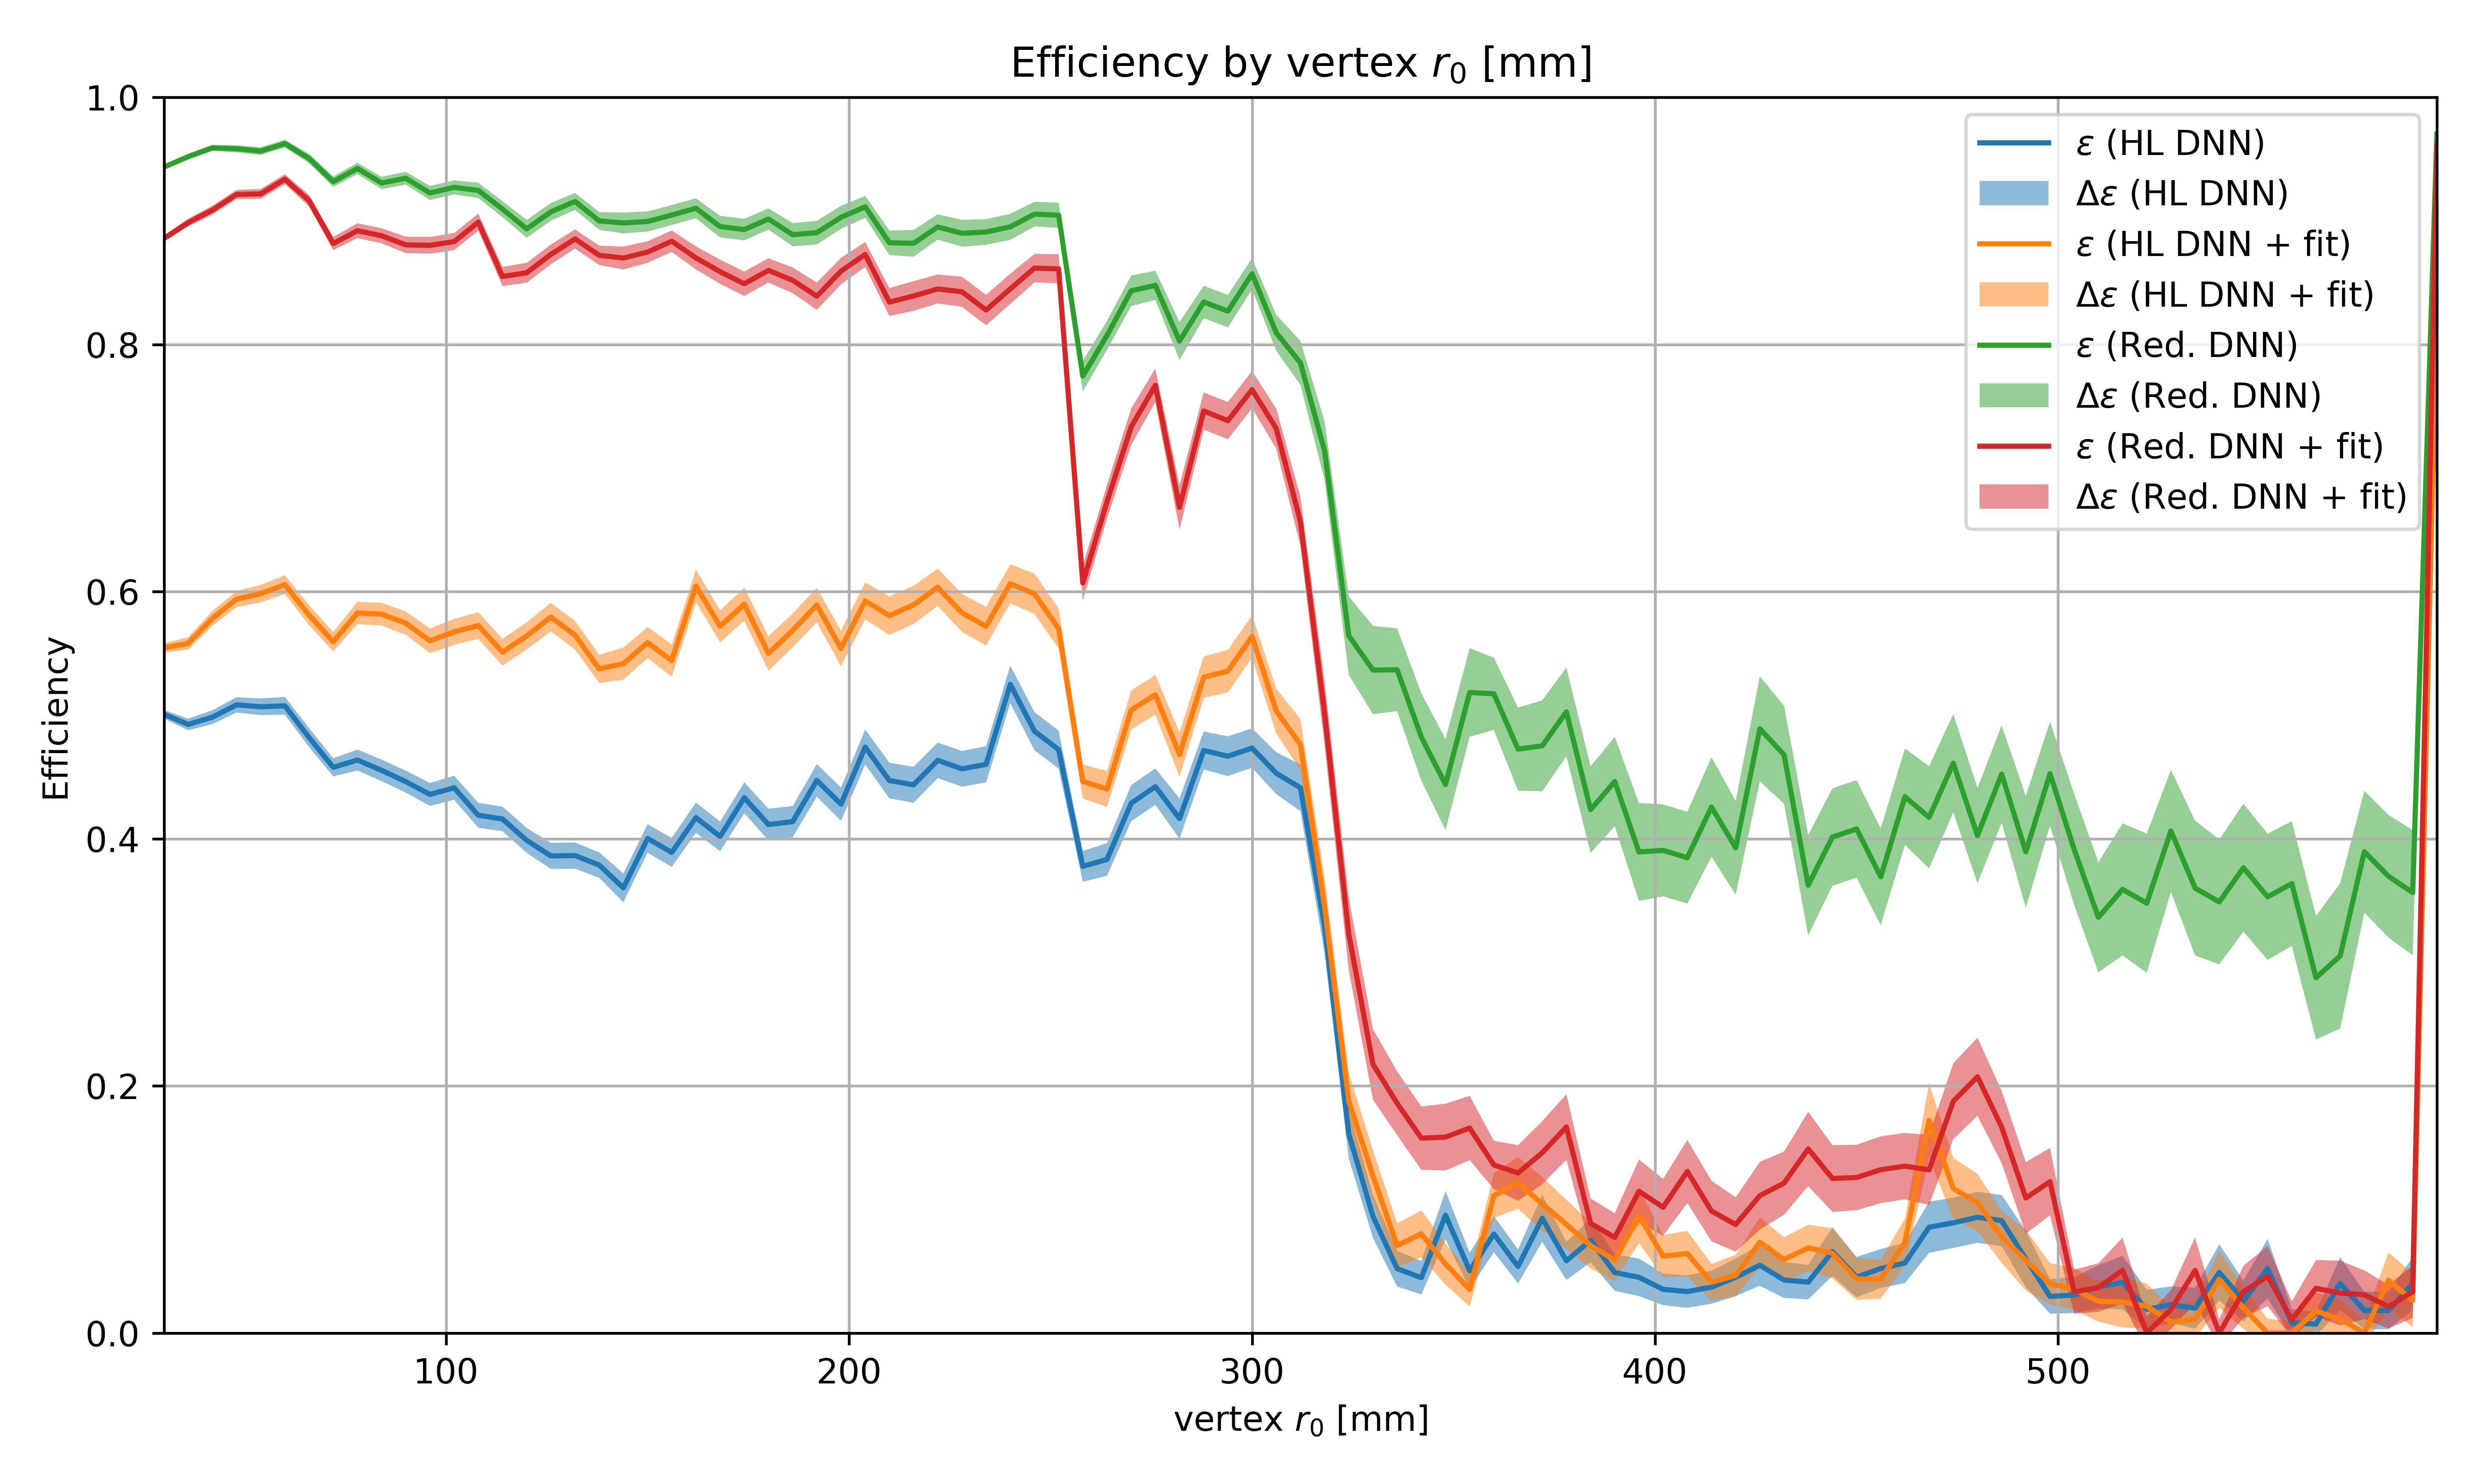 Efficiency by vertex r₀ [mm]
1.0
0.8
0.6
0.4
0.2
0.0
Efficiency
100
200
300
400
500
vertex r₀ [mm]
ε (HL DNN)
Δε (HL DNN)
ε (HL DNN + fit)
Δε (HL DNN + fit)
ε (Red. DNN)
Δε (Red. DNN)
ε (Red. DNN + fit)
Δε (Red. DNN + fit)